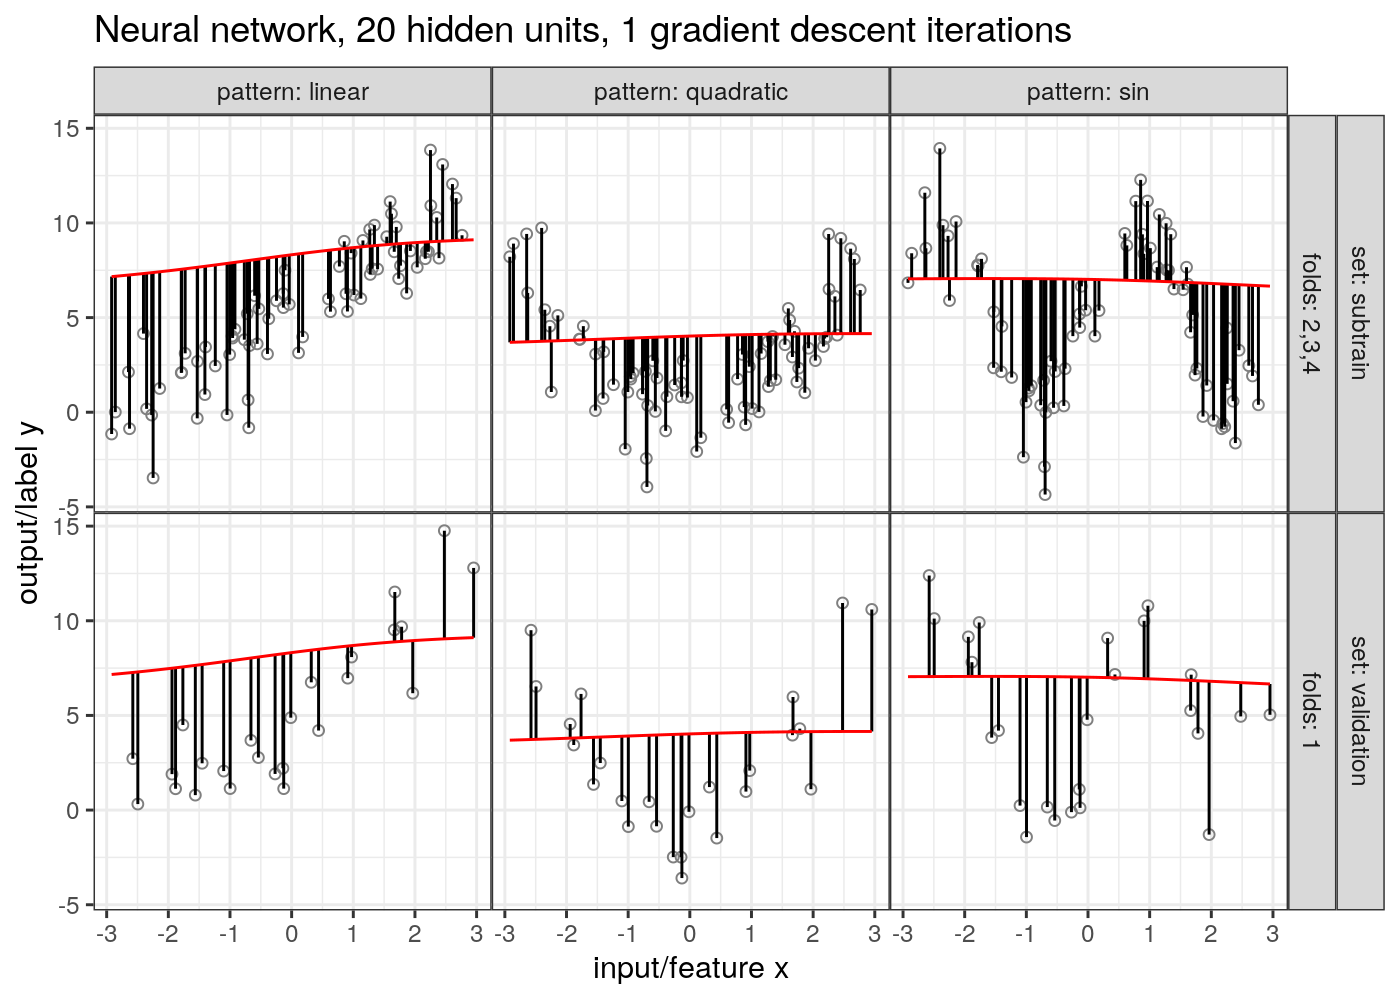 Neural network, 20 hidden units, 1 gradient descent iterations
pattern: linear
pattern: quadratic
pattern: sin
15
10
5
0
-5
folds: 2,3,4
set: subtrain
15
10
5
0
-5
folds: 1
set: validation
output/label y
-3 -2 -1 0 1 2 3
-3 -2 -1 0 1 2 3
-3 -2 -1 0 1 2 3
input/feature x